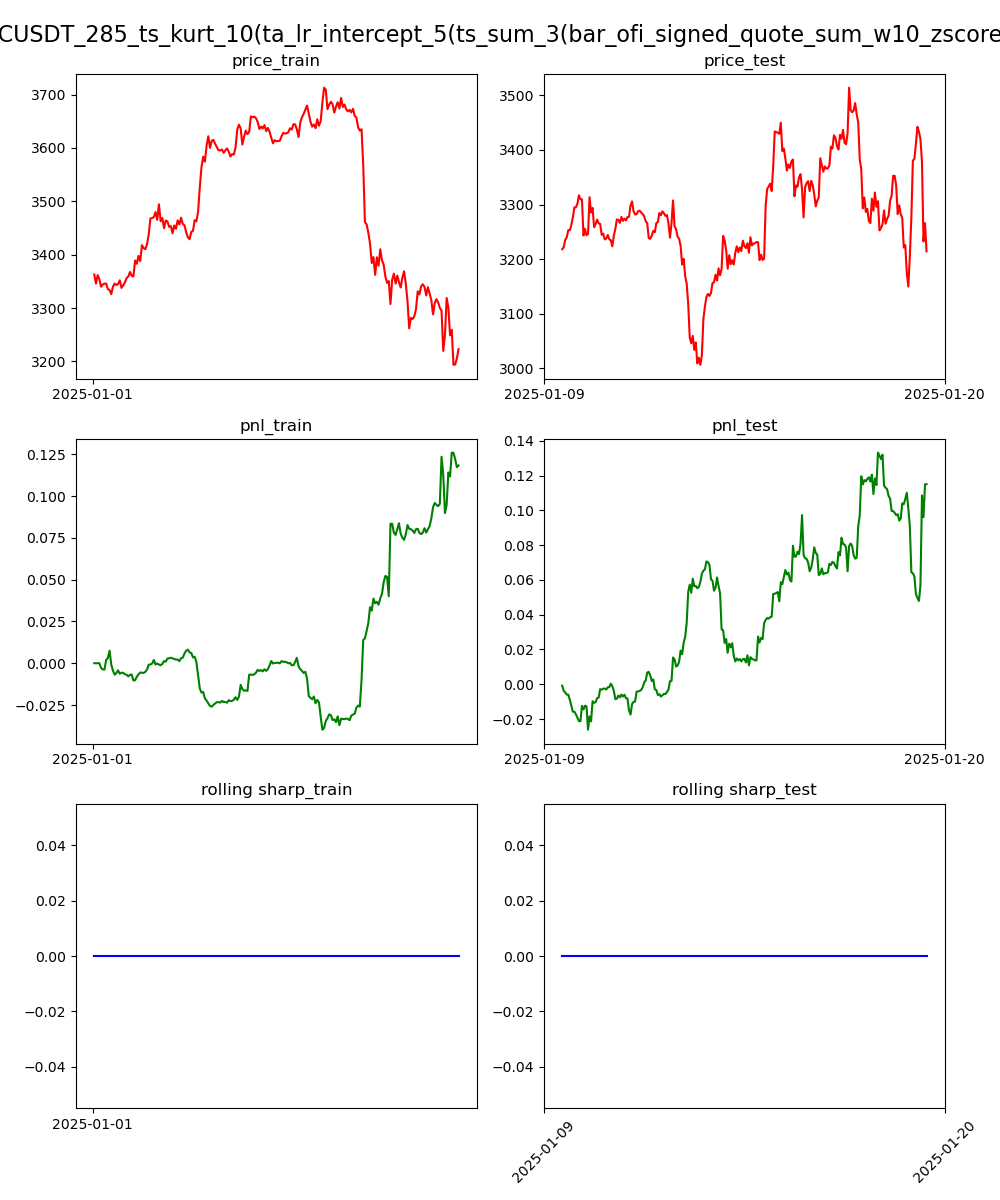 CUSDT_285_ts_kurt_10(ta_lr_intercept_5(ts_sum_3(bar_ofi_signed_quote_sum_w10_zscore
price_train price_test
3700 3500
3600 3400
3500 3300
3400 3200
3300 3100
3200 3000
2025-01-01 2025-01-09 2025-01-20
pnl_train pnl_test
0.125 0.14
0.100 0.12
0.075 0.10
0.050 0.08
0.025 0.06
0.000 0.04
−0.025 0.02
0.00
−0.02
2025-01-01 2025-01-09 2025-01-20
rolling sharp_train rolling sharp_test
0.04 0.04
0.02 0.02
0.00 0.00
−0.02 −0.02
−0.04 −0.04
2025-01-01 2025-01-09 2025-01-20